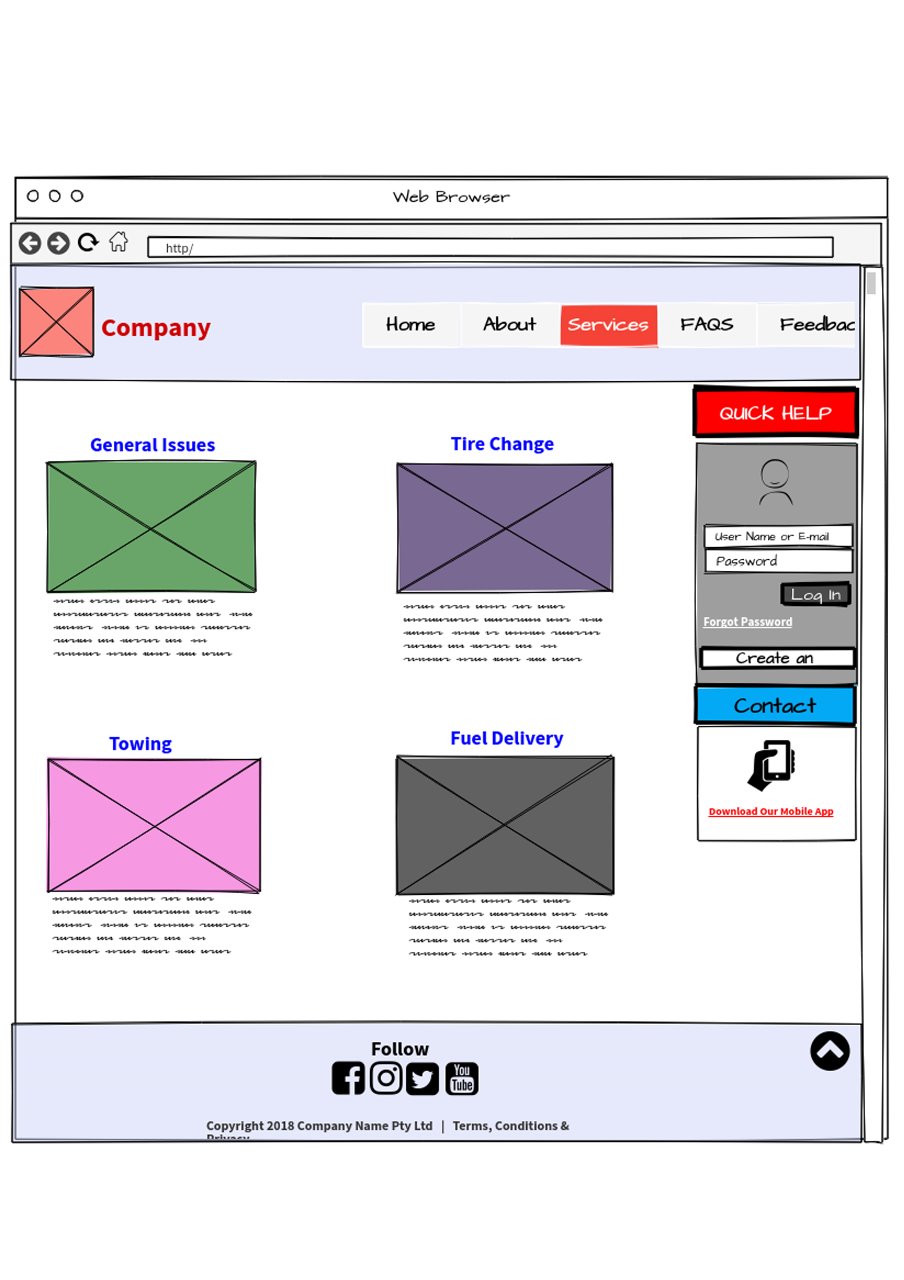 Web Browser
http/
Company
Home About Services FAQS Feedbac
QUICK HELP
General Issues
Tire Change
User Name or E-mail
Password
Log In
Forgot Password
Create an
Contact
Towing
Fuel Delivery
Download Our Mobile App
Follow
You
Tube
Copyright 2018 Company Name Pty Ltd | Terms, Conditions &
Privacy